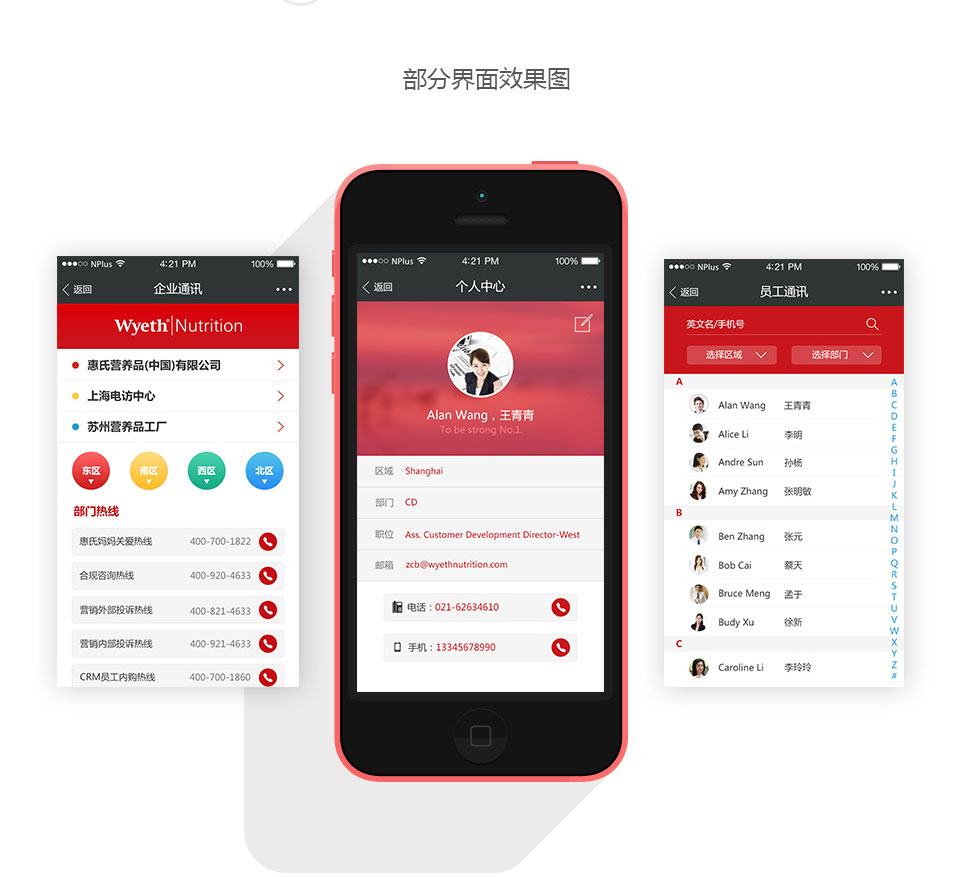 部分界面效果图
NPlus 4:21 PM 100%
返回 企业通讯
Wyeth® Nutrition
惠氏营养品(中国)有限公司
上海电访中心
苏州营养品工厂
东区 南区 西区 北区
部门热线
惠氏妈妈关爱热线 400-700-1822
合规咨询热线 400-920-4633
营销外部投诉热线 400-821-4633
营销内部投诉热线 400-921-4633
CRM员工内购热线 400-700-1860
NPlus 4:21 PM 100%
返回 个人中心
Alan Wang，王青青
To be strong No.1.
区域 Shanghai
部门 CD
职位 Ass. Customer Development Director-West
邮箱 zcb@wyethnutrition.com
电话：021-62634610
手机：13345678990
NPlus 4:21 PM 100%
返回 员工通讯
英文名/手机号
选择区域 选择部门
A
Alan Wang 王青青
Alice Li 李明
Andre Sun 孙杨
Amy Zhang 张明敏
B
Ben Zhang 张元
Bob Cai 蔡天
Bruce Meng 孟于
Budy Xu 徐新
C
Caroline Li 李玲玲
A
B
C
D
E
F
G
H
I
J
K
L
M
N
O
P
Q
R
S
T
U
V
W
X
Y
Z
#